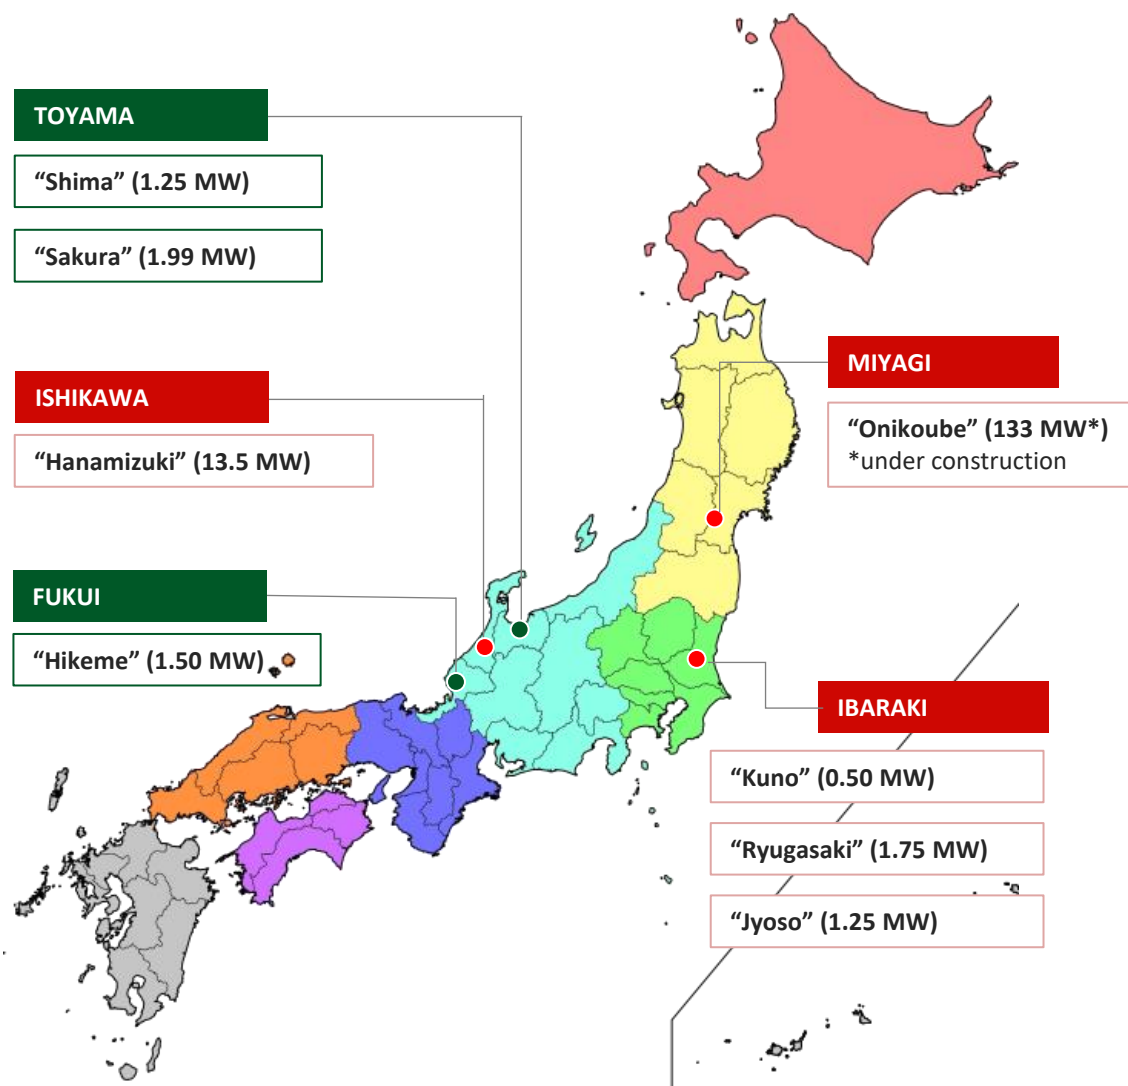 TOYAMA
“Shima” (1.25 MW)
“Sakura” (1.99 MW)
ISHIKAWA
“Hanamizuki” (13.5 MW)
FUKUI
“Hikeme” (1.50 MW)
MIYAGI
“Onikoube” (133 MW*)
*under construction
IBARAKI
“Kuno” (0.50 MW)
“Ryugasaki” (1.75 MW)
“Jyoso” (1.25 MW)